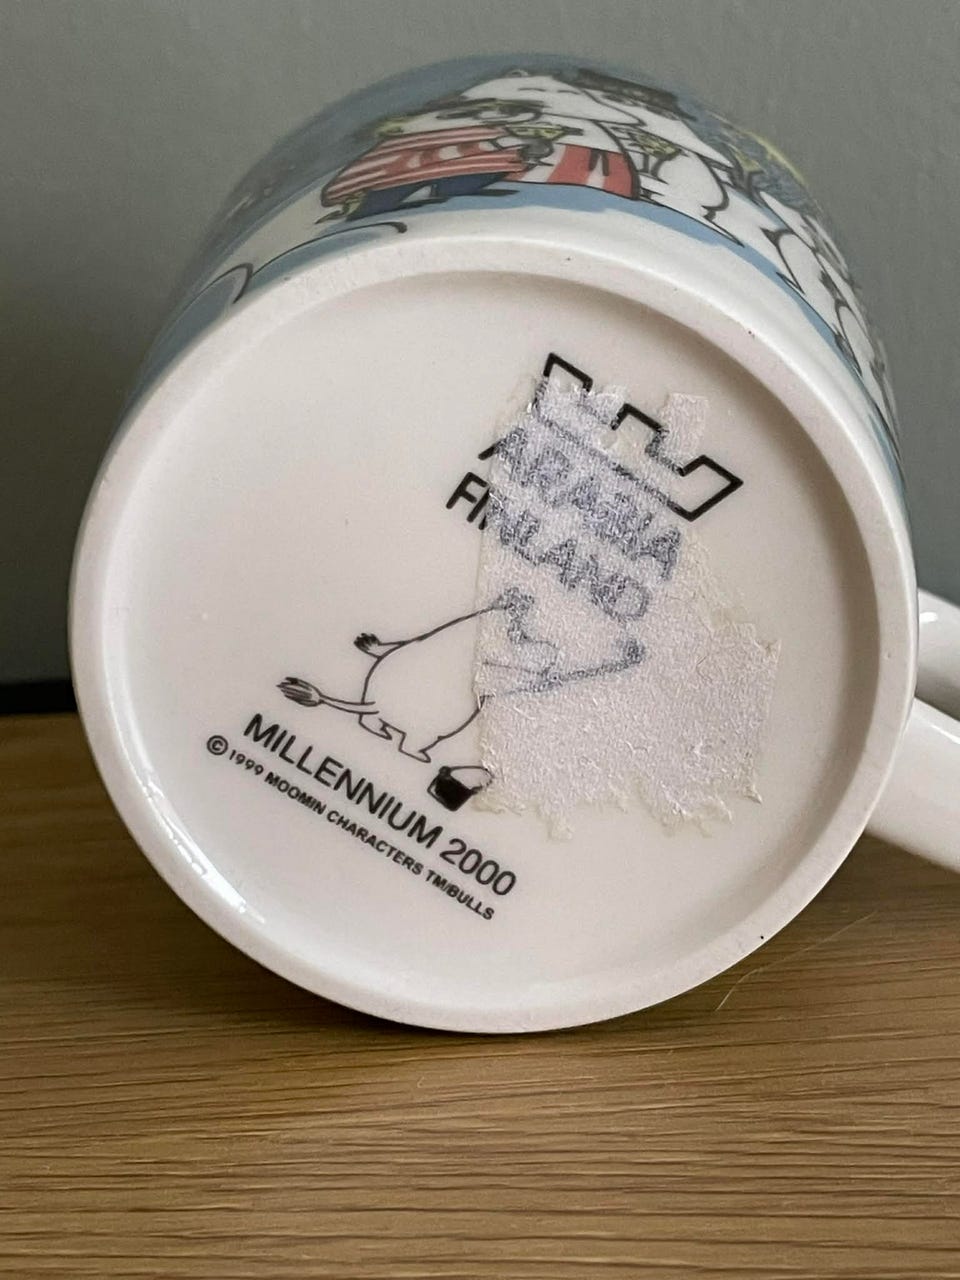 ARABIA
FINLAND
MILLENNIUM 2000
© 1999 MOOMIN CHARACTERS TM/BULLS